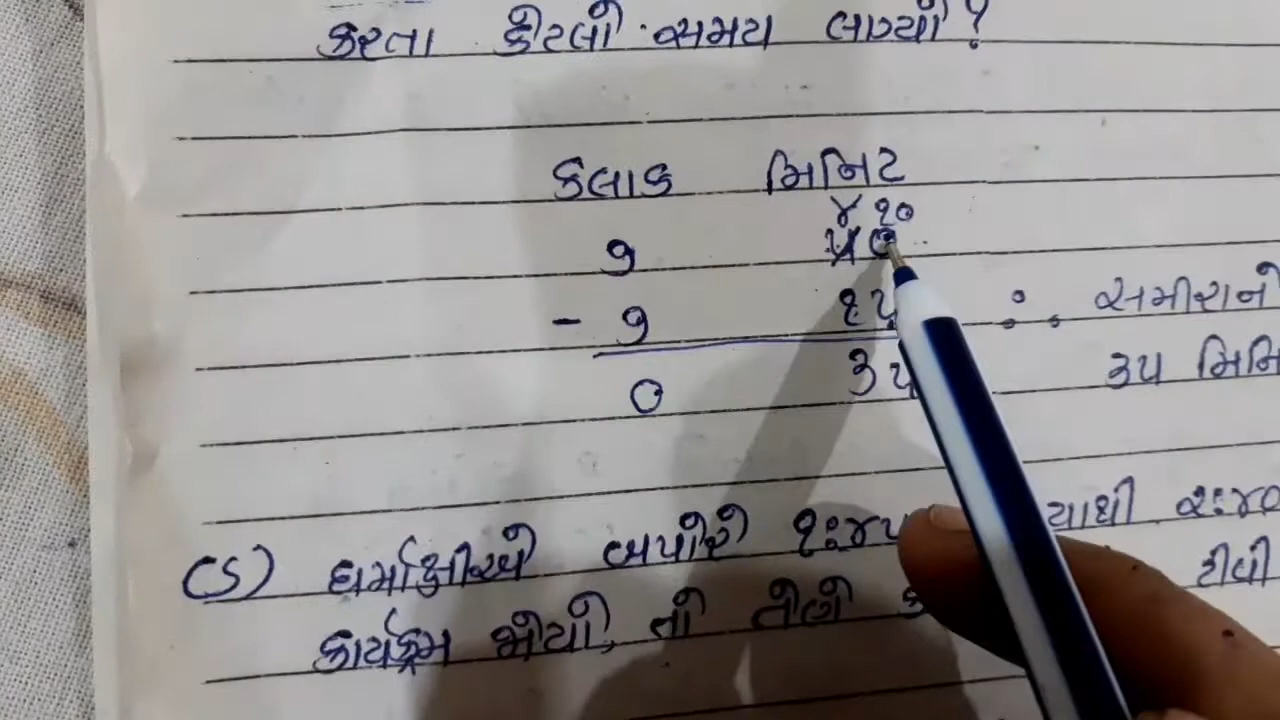 કરતા કેટલો સમય લાગ્યો?
કલાક મિનિટ
૪ ૧૦
૭ ૫૦
- ૭ ૧૫ ∴ સમીરાને
૦ ૩૫ ૩૫ મિનિ
(૬) ધર્માક્ષીએ બપોરે ૧:૪૫ ૨:૪૦
કાર્યક્રમ જોયો, તો તેણે ટીવી